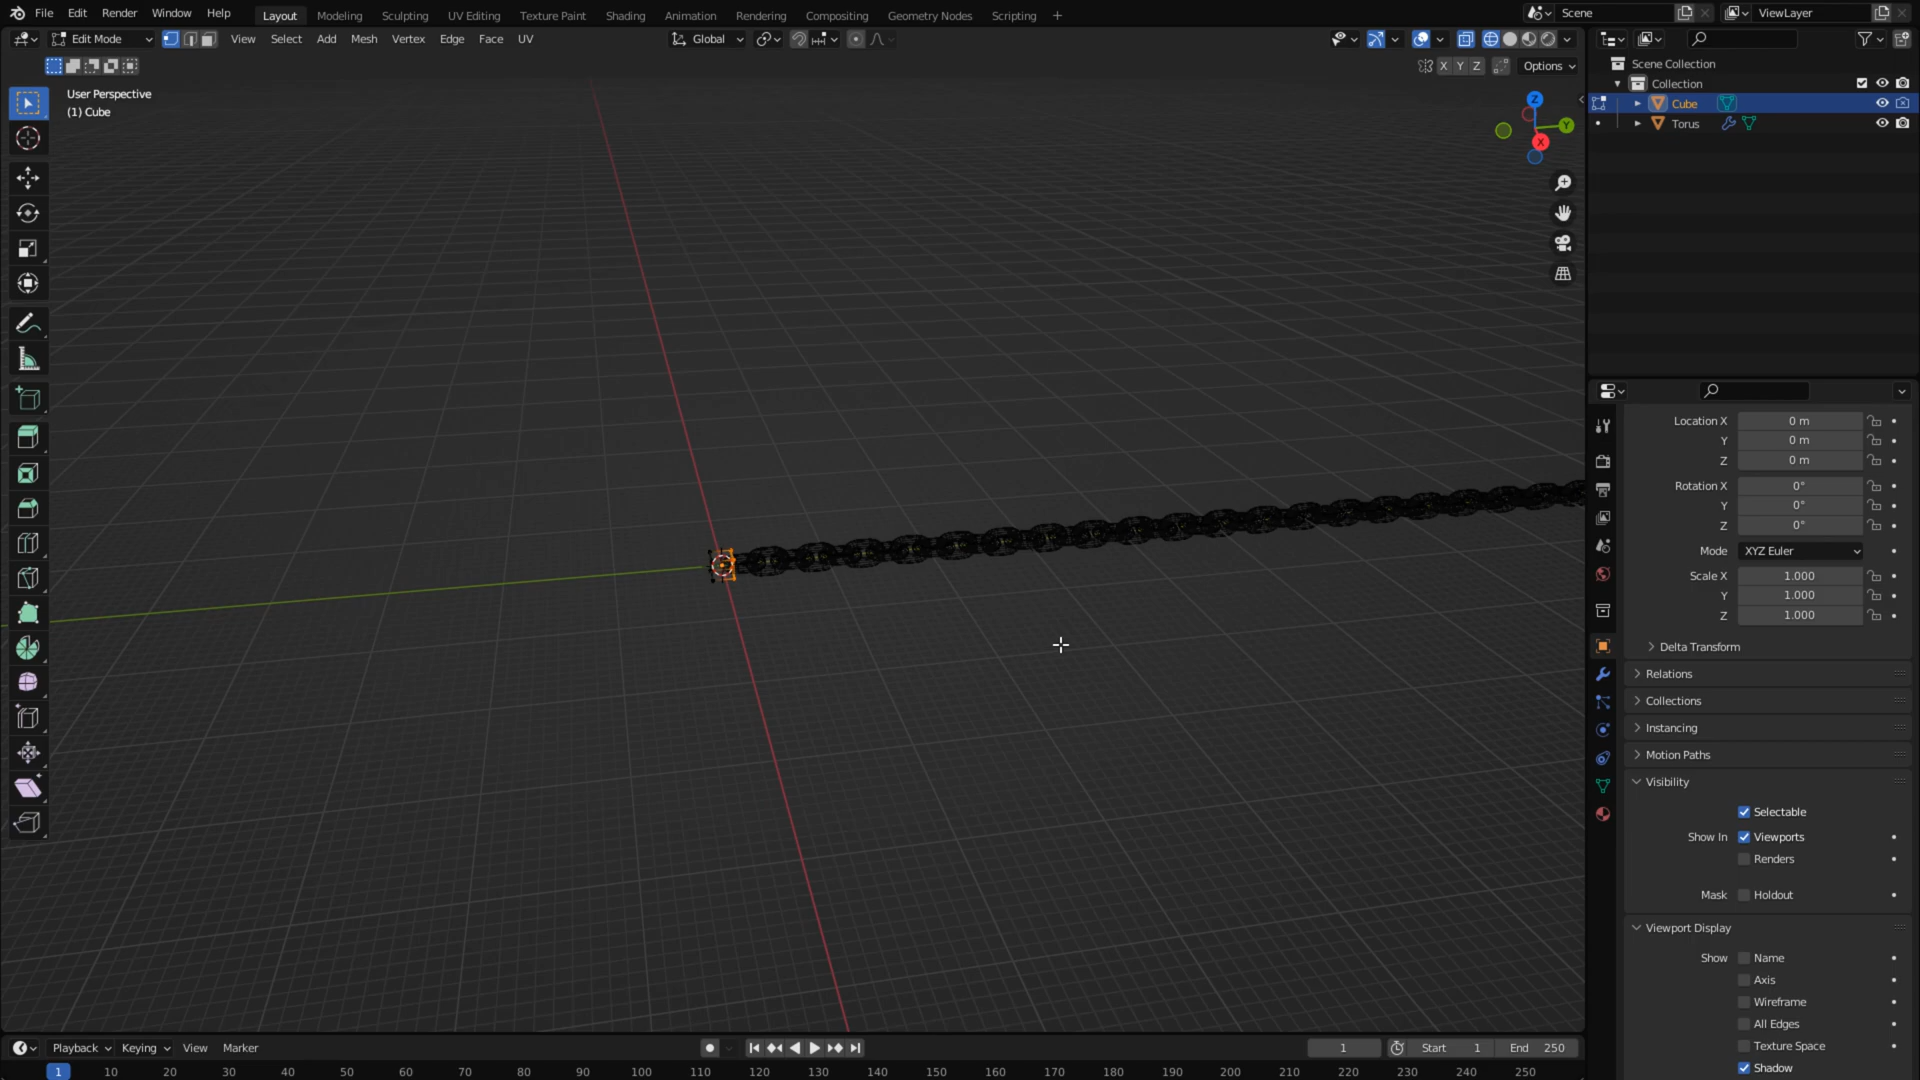 File Edit Render Window Help Layout Modeling Sculpting UV Editing Texture Paint Shading Animation Rendering Compositing Geometry Nodes Scripting Scene ViewLayer
Edit Mode View Select Add Mesh Vertex Edge Face UV Global
X Y Z Options
User Perspective
(1) Cube
Z
Y
X
Scene Collection
Collection
Cube
Torus
Location X 0 m
Y 0 m
Z 0 m
Rotation X 0°
Y 0°
Z 0°
Mode XYZ Euler
Scale X 1.000
Y 1.000
Z 1.000
Delta Transform
Relations
Collections
Instancing
Motion Paths
Visibility
Selectable
Show In Viewports
Renders
Mask Holdout
Viewport Display
Show Name
Axis
Wireframe
All Edges
Texture Space
Shadow
Playback Keying View Marker 1 Start 1 End 250
1 10 20 30 40 50 60 70 80 90 100 110 120 130 140 150 160 170 180 190 200 210 220 230 240 250